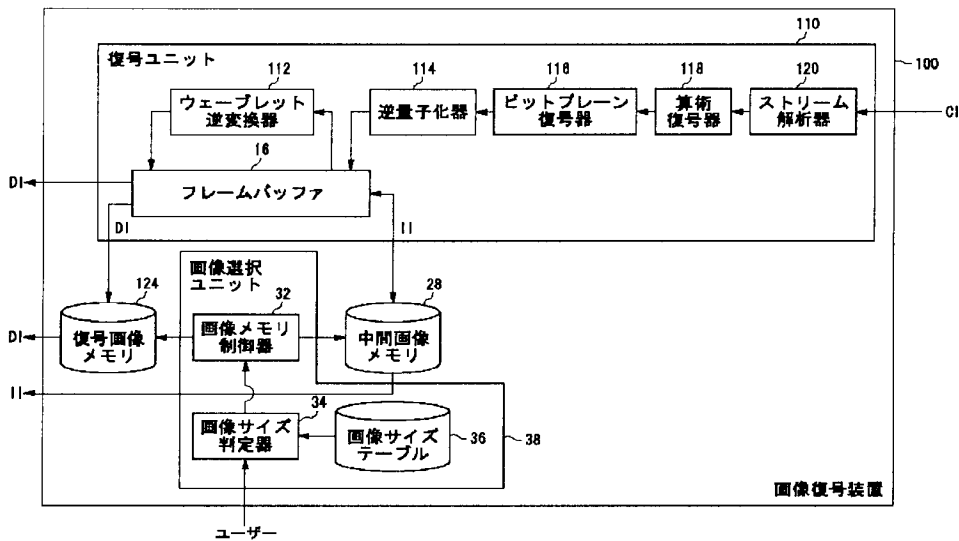 110
復号ユニット
100
112
114
116
118
120
ウェーブレット
逆変換器
逆量子化器
ビットプレーン
復号器
算術
復号器
ストリーム
解析器
CI
16
フレームバッファ
DI
DI
II
画像選択
ユニット
124
32
28
復号画像
メモリ
画像メモリ
制御器
中間画像
メモリ
DI
II
34
画像サイズ
判定器
画像サイズ
テーブル
36
38
画像復号装置
ユーザー